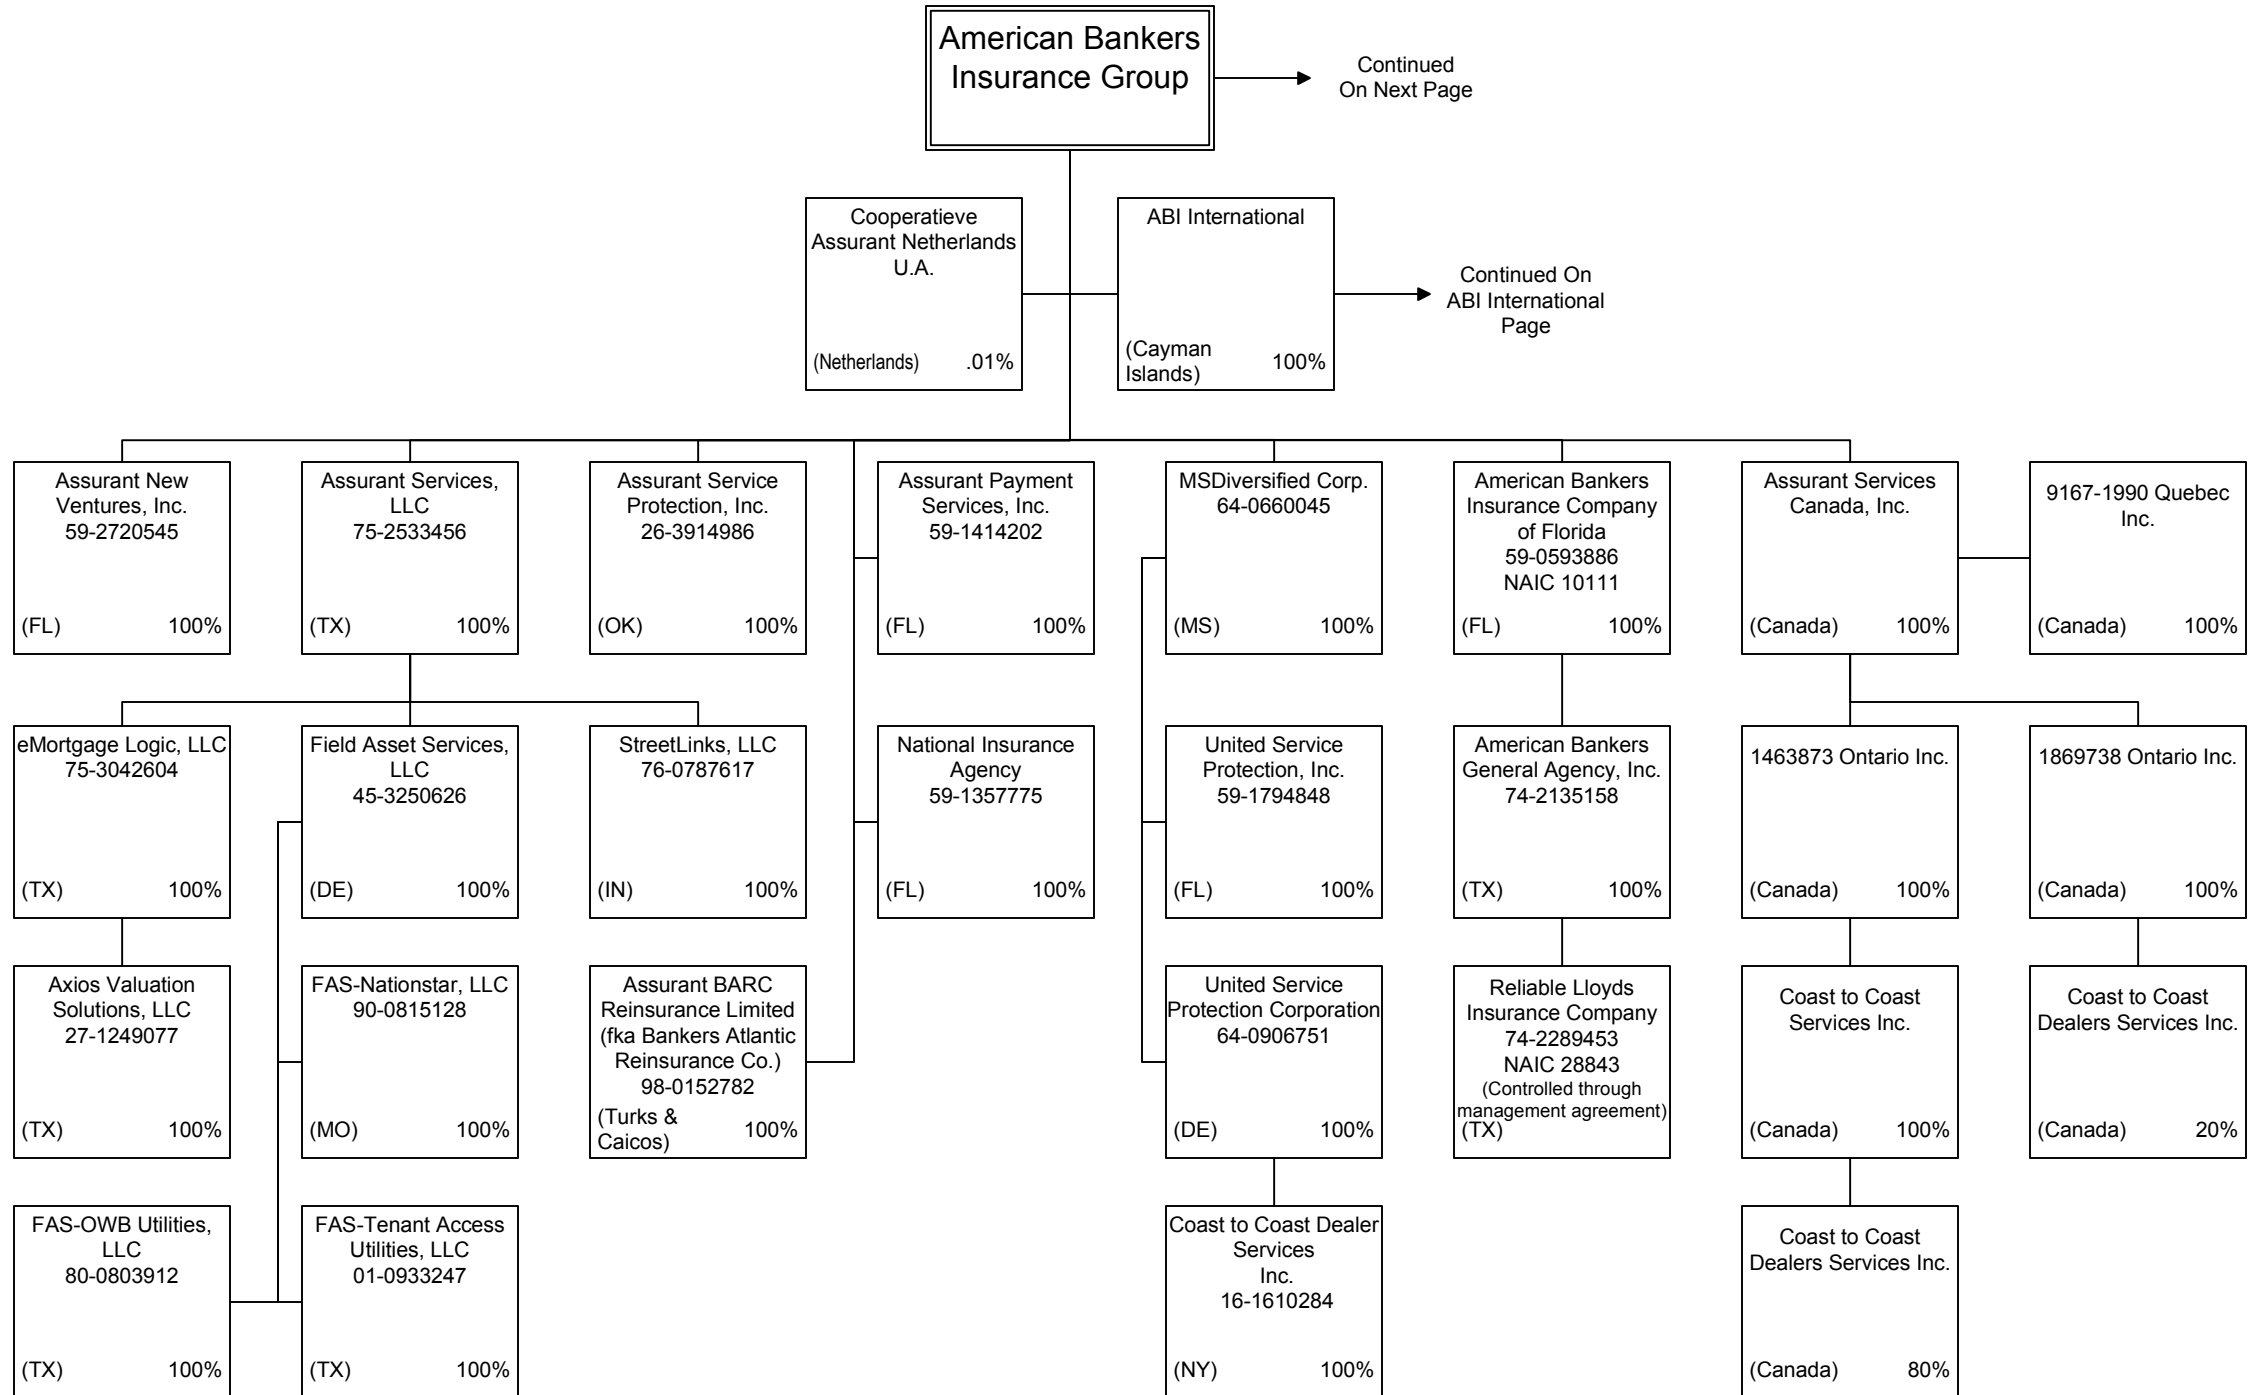 American Bankers
Insurance Group
Continued
On Next Page
Cooperatieve
Assurant Netherlands
U.A.
(Netherlands) .01%
ABI International
(Cayman
Islands) 100%
Continued On
ABI International
Page
Assurant New
Ventures, Inc.
59-2720545
(FL) 100%
Assurant Services,
LLC
75-2533456
(TX) 100%
Assurant Service
Protection, Inc.
26-3914986
(OK) 100%
Assurant Payment
Services, Inc.
59-1414202
(FL) 100%
MSDiversified Corp.
64-0660045
(MS) 100%
American Bankers
Insurance Company
of Florida
59-0593886
NAIC 10111
(FL) 100%
Assurant Services
Canada, Inc.
(Canada) 100%
9167-1990 Quebec
Inc.
(Canada) 100%
eMortgage Logic, LLC
75-3042604
(TX) 100%
Field Asset Services,
LLC
45-3250626
(DE) 100%
StreetLinks, LLC
76-0787617
(IN) 100%
National Insurance
Agency
59-1357775
(FL) 100%
United Service
Protection, Inc.
59-1794848
(FL) 100%
American Bankers
General Agency, Inc.
74-2135158
(TX) 100%
1463873 Ontario Inc.
(Canada) 100%
1869738 Ontario Inc.
(Canada) 100%
Axios Valuation
Solutions, LLC
27-1249077
(TX) 100%
FAS-Nationstar, LLC
90-0815128
(MO) 100%
Assurant BARC
Reinsurance Limited
(fka Bankers Atlantic
Reinsurance Co.)
98-0152782
(Turks &
Caicos) 100%
United Service
Protection Corporation
64-0906751
(DE) 100%
Reliable Lloyds
Insurance Company
74-2289453
NAIC 28843
(Controlled through
management agreement)
(TX)
Coast to Coast
Services Inc.
(Canada) 100%
Coast to Coast
Dealers Services Inc.
(Canada) 20%
FAS-OWB Utilities,
LLC
80-0803912
(TX) 100%
FAS-Tenant Access
Utilities, LLC
01-0933247
(TX) 100%
Coast to Coast Dealer
Services
Inc.
16-1610284
(NY) 100%
Coast to Coast
Dealers Services Inc.
(Canada) 80%